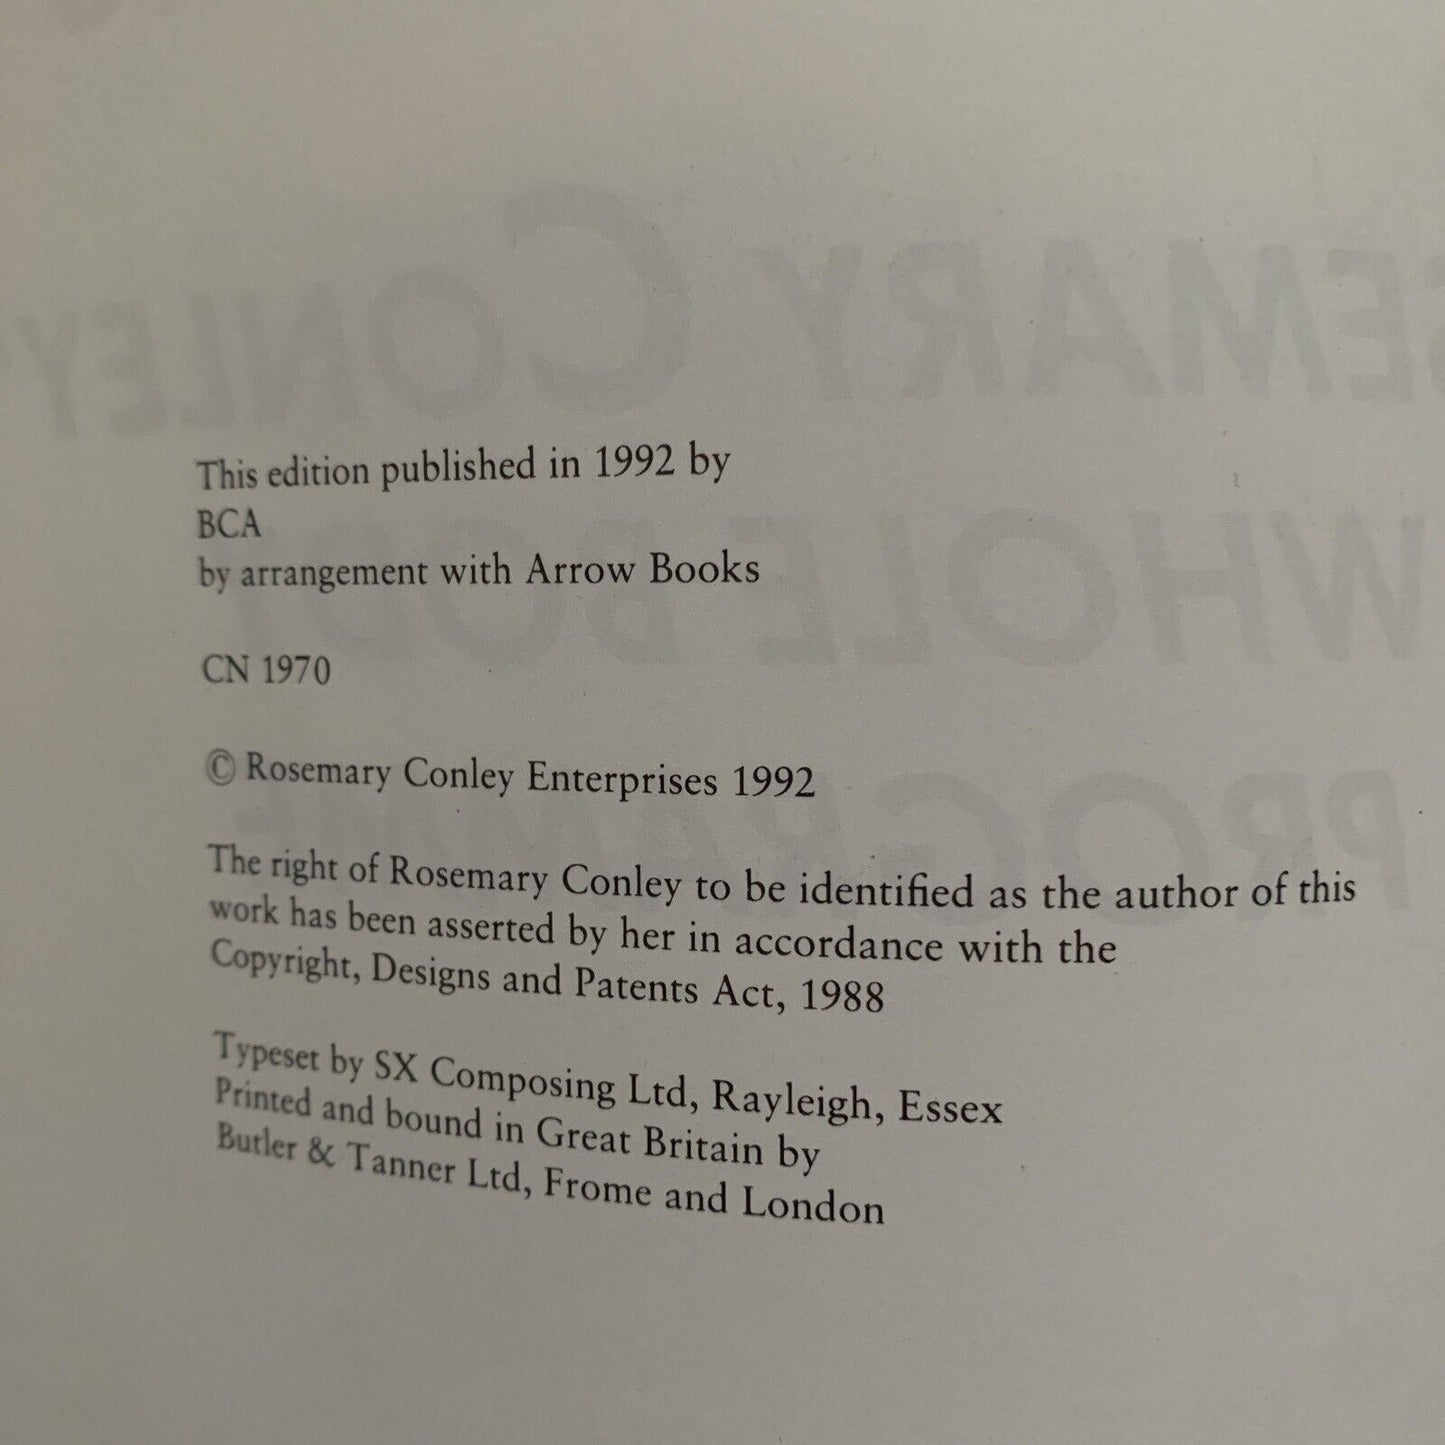 This edition published in 1992 by
BCA
by arrangement with Arrow Books
CN 1970
© Rosemary Conley Enterprises 1992
The right of Rosemary Conley to be identified as the author of this
work has been asserted by her in accordance with the
Copyright, Designs and Patents Act, 1988
Typeset by SX Composing Ltd, Rayleigh, Essex
Printed and bound in Great Britain by
Butler & Tanner Ltd, Frome and London